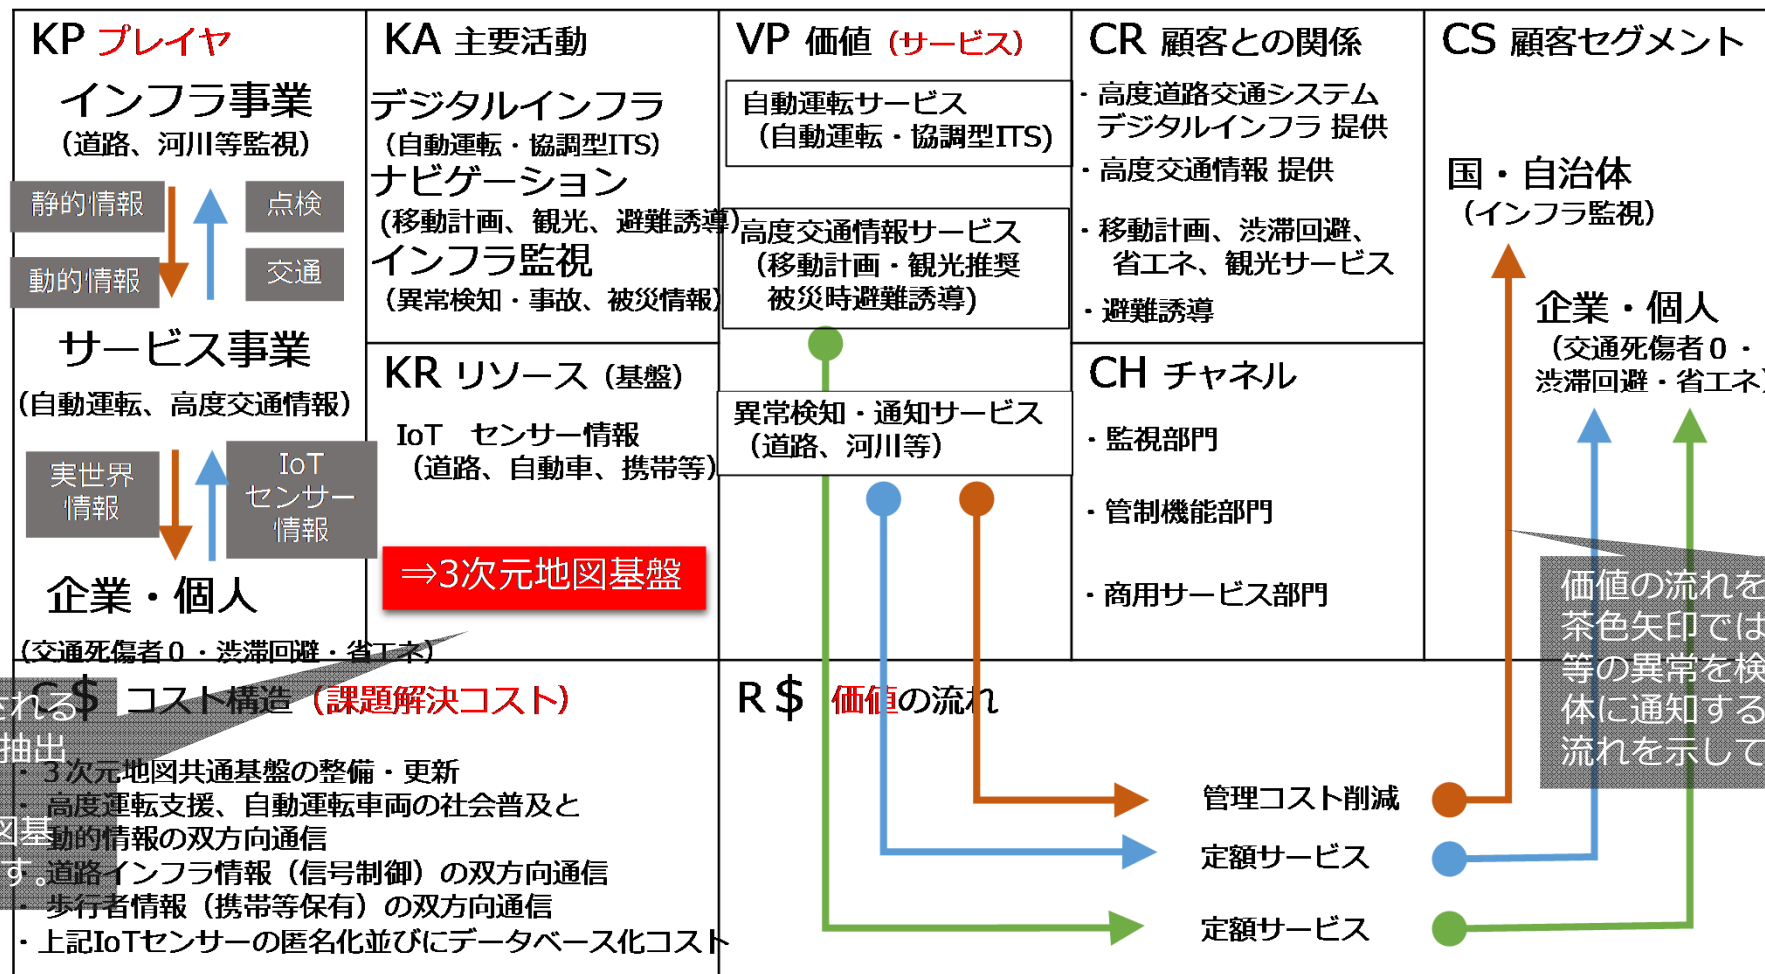 KP プレイヤ
インフラ事業
（道路、河川等監視）
静的情報
点検
動的情報
交通
サービス事業
（自動運転、高度交通情報）
実世界
情報
IoT
センサー
情報
企業・個人
（交通死傷者０・渋滞回避・省エネ）
KA 主要活動
デジタルインフラ
（自動運転・協調型ITS）
ナビゲーション
（移動計画、観光、避難誘導）
インフラ監視
（異常検知・事故、被災情報）
KR リソース（基盤）
IoT　センサー情報
（道路、自動車、携帯等）
⇒3次元地図基盤
VP 価値（サービス）
自動運転サービス
（自動運転・協調型ITS）
高度交通情報サービス
（移動計画・観光推奨
被災時避難誘導）
異常検知・通知サービス
（道路、河川等）
CR 顧客との関係
・高度道路交通システム
デジタルインフラ 提供
・高度交通情報 提供
・移動計画、渋滞回避、
省エネ、観光サービス
・避難誘導
CH チャネル
・監視部門
・管制機能部門
・商用サービス部門
CS 顧客セグメント
国・自治体
（インフラ監視）
企業・個人
（交通死傷者０・
渋滞回避・省エネ）
価値の流れを
茶色矢印では
等の異常を検
体に通知する
流れを示して
C$ コスト構造（課題解決コスト）
・３次元地図共通基盤の整備・更新
・高度運転支援、自動運転車両の社会普及と
動的情報の双方向通信
・道路インフラ情報（信号制御）の双方向通信
・歩行者情報（携帯等保有）の双方向通信
・上記IoTセンサーの匿名化並びにデータベース化コスト
される
抽出
図基
す。
R＄ 価値の流れ
管理コスト削減
定額サービス
定額サービス